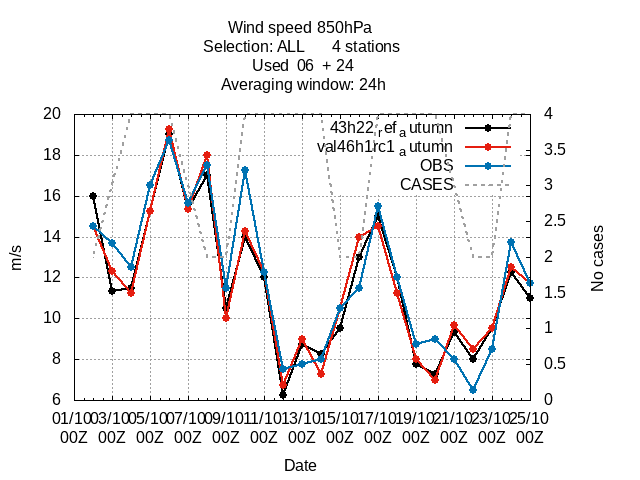 Wind speed 850hPa
Selection: ALL 4 stations
Used 06 + 24
Averaging window: 24h
20
18
16
14
12
10
8
6
m/s
4
3.5
3
2.5
2
1.5
1
0.5
0
No cases
43h22_ref_autumn
val46h1rc1_autumn
OBS
CASES
01/10 03/10 05/10 07/10 09/10 11/10 13/10 15/10 17/10 19/10 21/10 23/10 25/10
00Z 00Z 00Z 00Z 00Z 00Z 00Z 00Z 00Z 00Z 00Z 00Z 00Z
Date